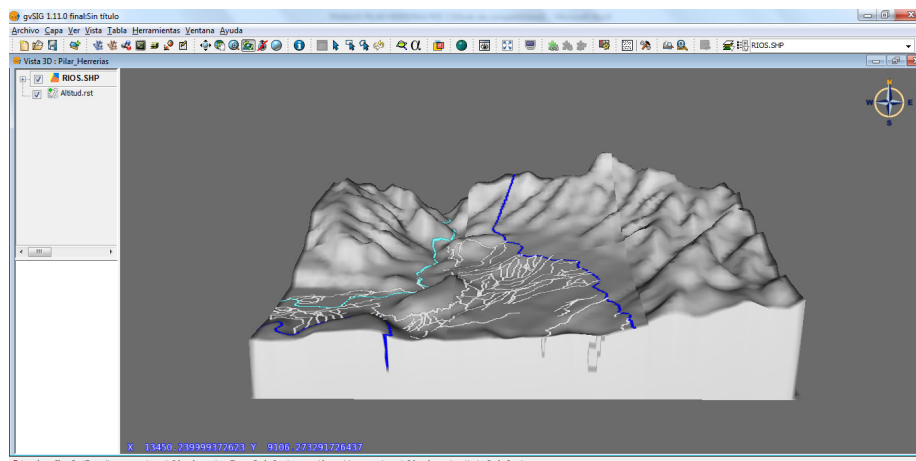 gvSIG 1.11.0 final:Sin título
Archivo Capa Ver Vista Tabla Herramientas Ventana Ayuda
RIOS.SHP
Vista 3D : Pilar_Herrerias
RIOS.SHP
Altitud.rst
N
W E
S
X 13450.239999372623 Y 9106.273291726437